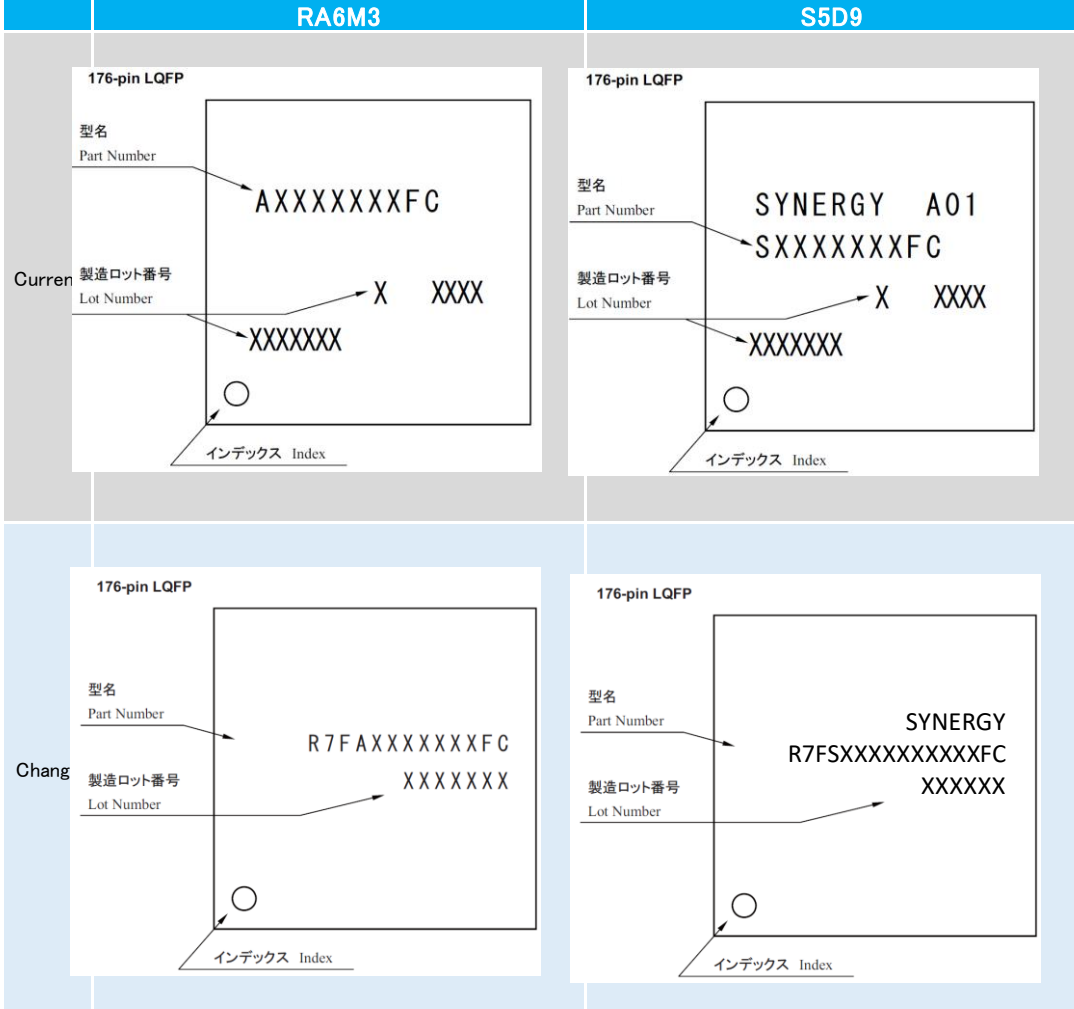 RA6M3
S5D9
Curren
176-pin LQFP
型名
Part Number
AXXXXXXXFC
製造ロット番号
Lot Number
X XXXX
XXXXXXX
インデックス Index
176-pin LQFP
型名
Part Number
SYNERGY A01
SXXXXXXXFC
製造ロット番号
Lot Number
X XXXX
XXXXXXX
インデックス Index
Chang
176-pin LQFP
型名
Part Number
R7FAXXXXXXXFC
製造ロット番号
Lot Number
XXXXXXX
インデックス Index
176-pin LQFP
型名
Part Number
SYNERGY
R7FSXXXXXXXXXXFC
製造ロット番号
Lot Number
XXXXXX
インデックス Index